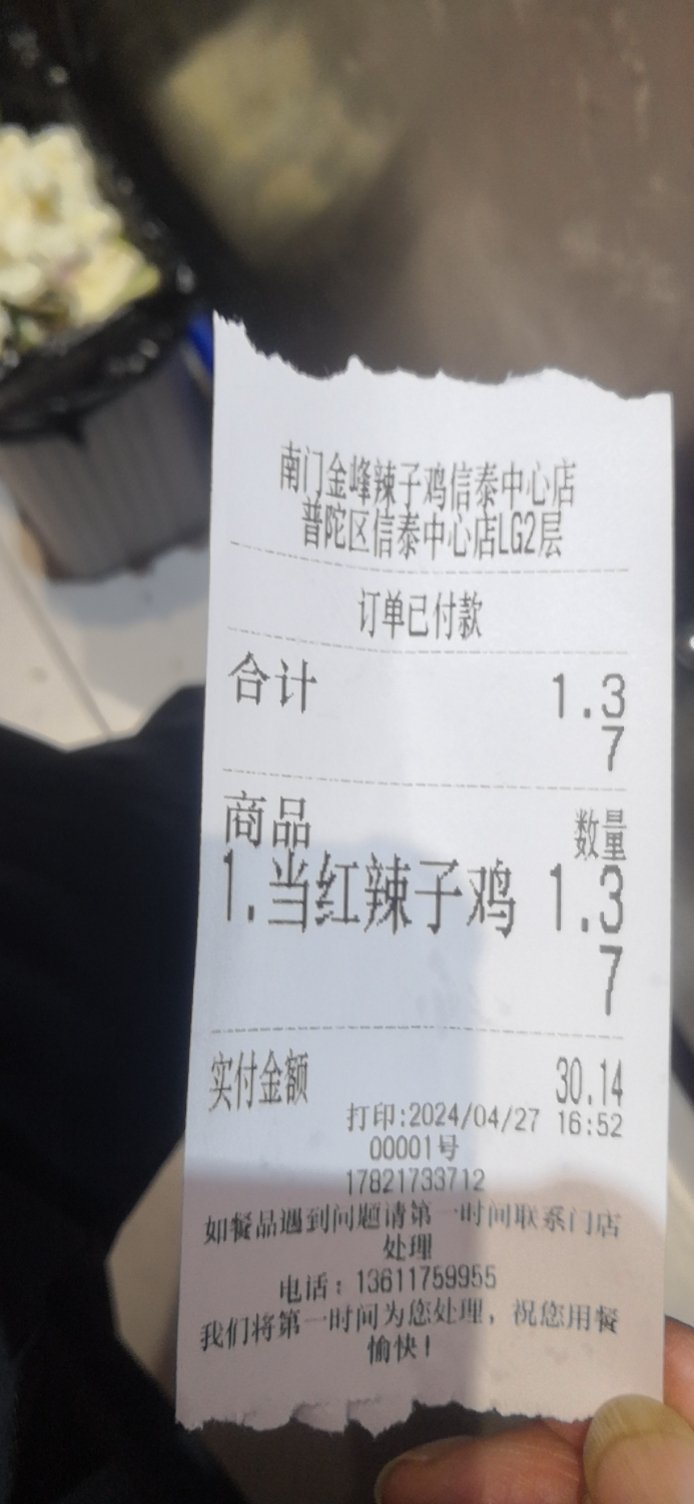 南门金峰辣子鸡信泰中心店
普陀区信泰中心店LG2层
订单已付款
合计 1.3
7
商品 数量
1.当红辣子鸡 1.3
7
实付金额 30.14
打印:2024/04/27 16:52
00001号
17821733712
如餐品遇到问题请第一时间联系门店
处理
电话：13611759955
我们将第一时间为您处理，祝您用餐
愉快！